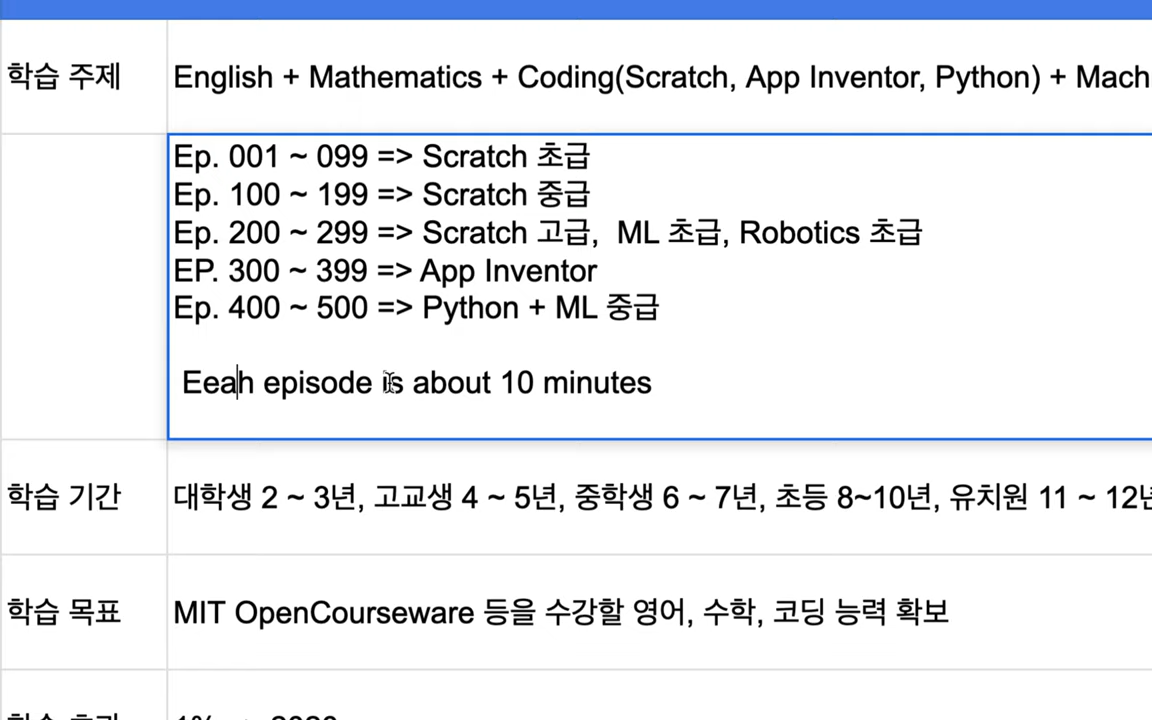 학습 주제
English + Mathematics + Coding(Scratch, App Inventor, Python) + Mach
Ep. 001 ~ 099 => Scratch 초급
Ep. 100 ~ 199 => Scratch 중급
Ep. 200 ~ 299 => Scratch 고급,  ML 초급, Robotics 초급
EP. 300 ~ 399 => App Inventor
Ep. 400 ~ 500 => Python + ML 중급
Eeah episode is about 10 minutes
학습 기간
대학생 2 ~ 3년, 고교생 4 ~ 5년, 중학생 6 ~ 7년, 초등 8~10년, 유치원 11 ~ 12년
학습 목표
MIT OpenCourseware 등을 수강할 영어, 수학, 코딩 능력 확보